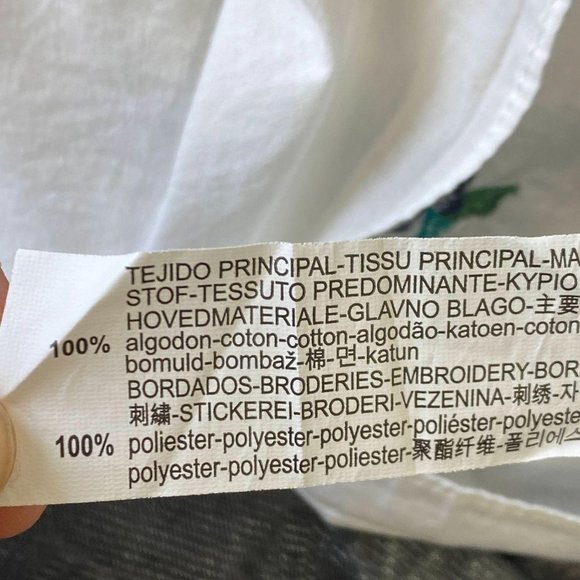 TEJIDO PRINCIPAL-TISSU PRINCIPAL-MA
STOF-TESSUTO PREDOMINANTE-KYPIO
HOVEDMATERIALE-GLAVNO BLAGO-主要
100% algodon-coton-cotton-algodão-katoen-coton
bomuld-bombaž-棉-면-katun
BORDADOS-BRODERIES-EMBROIDERY-BOR
刺繍-STICKEREI-BRODERI-VEZENINA-刺绣-자
100% poliester-polyester-polyester-poliéster-polyeste
polyester-polyester-poliester-聚酯纤维-폴리에스